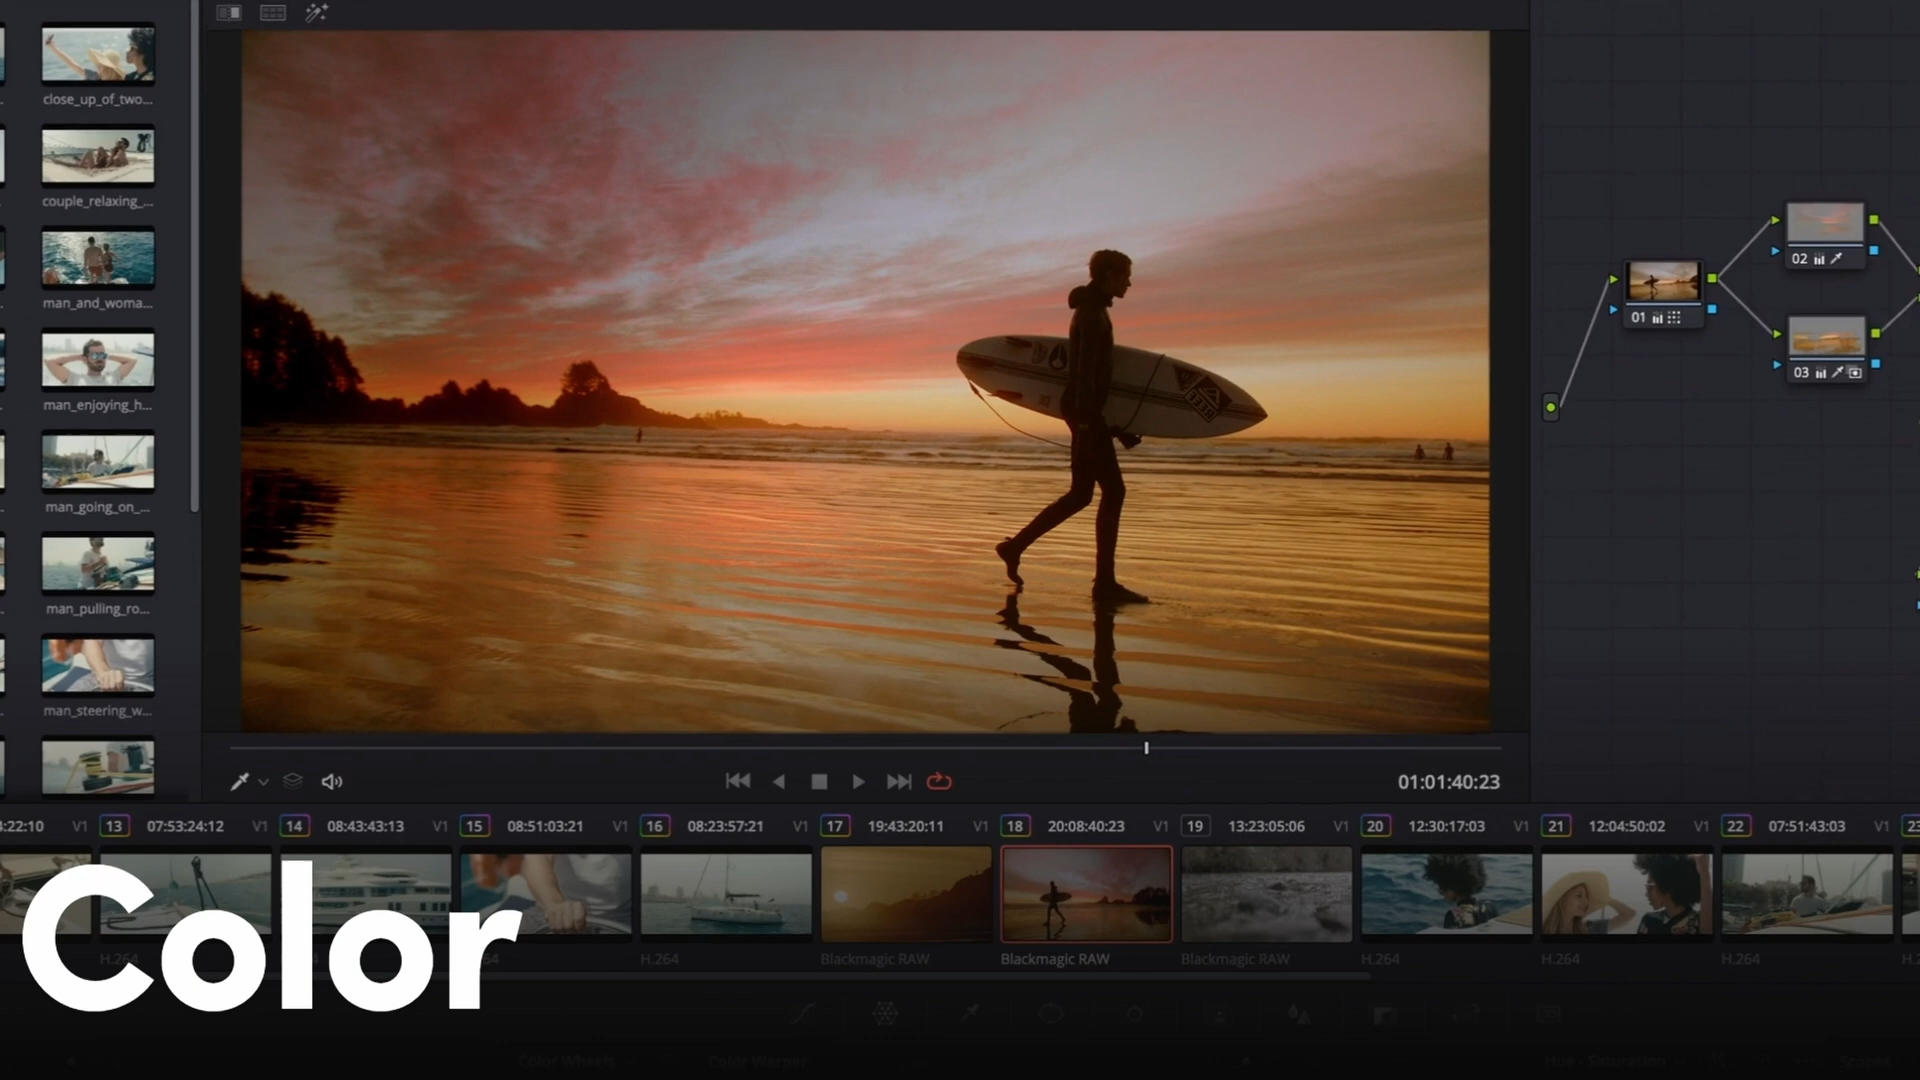 close_up_of_two...
couple_relaxing_...
man_and_woma...
man_enjoying_h...
man_going_on_...
man_pulling_ro...
man_steering_w...
02
01
03
01:01:40:23
:22:10 V1 13 07:53:24:12 V1 14 08:43:43:13 V1 15 08:51:03:21 V1 16 08:23:57:21 V1 17 19:43:20:11 V1 18 20:08:40:23 V1 19 13:23:05:06 V1 20 12:30:17:03 V1 21 12:04:50:02 V1 22 07:51:43:03 V1 23
H.264 H.264 Blackmagic RAW Blackmagic RAW Blackmagic RAW H.264 H.264 H.264
Color
Color Wheels Color Warper Hue - Saturation Scopes